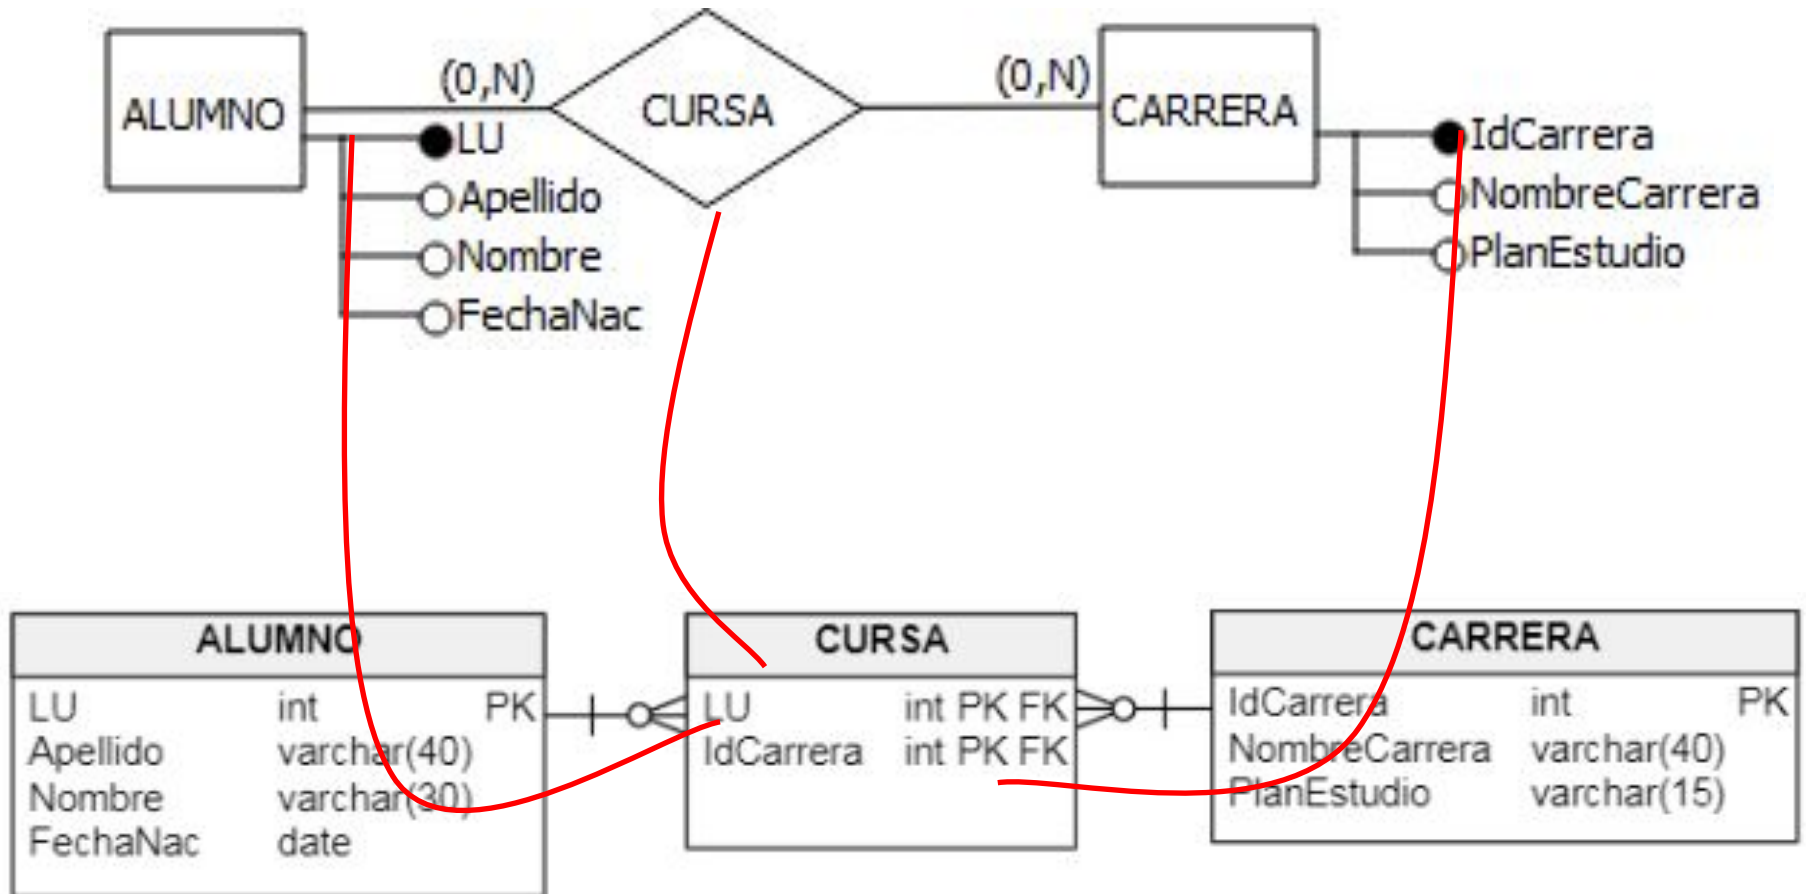 ALUMNO (0,N) CURSA (0,N) CARRERA
LU
Apellido
Nombre
FechaNac
IdCarrera
NombreCarrera
PlanEstudio
ALUMNO
LU int PK
Apellido varchar(40)
Nombre varchar(30)
FechaNac date
CURSA
LU int PK FK
IdCarrera int PK FK
CARRERA
IdCarrera int PK
NombreCarrera varchar(40)
PlanEstudio varchar(15)